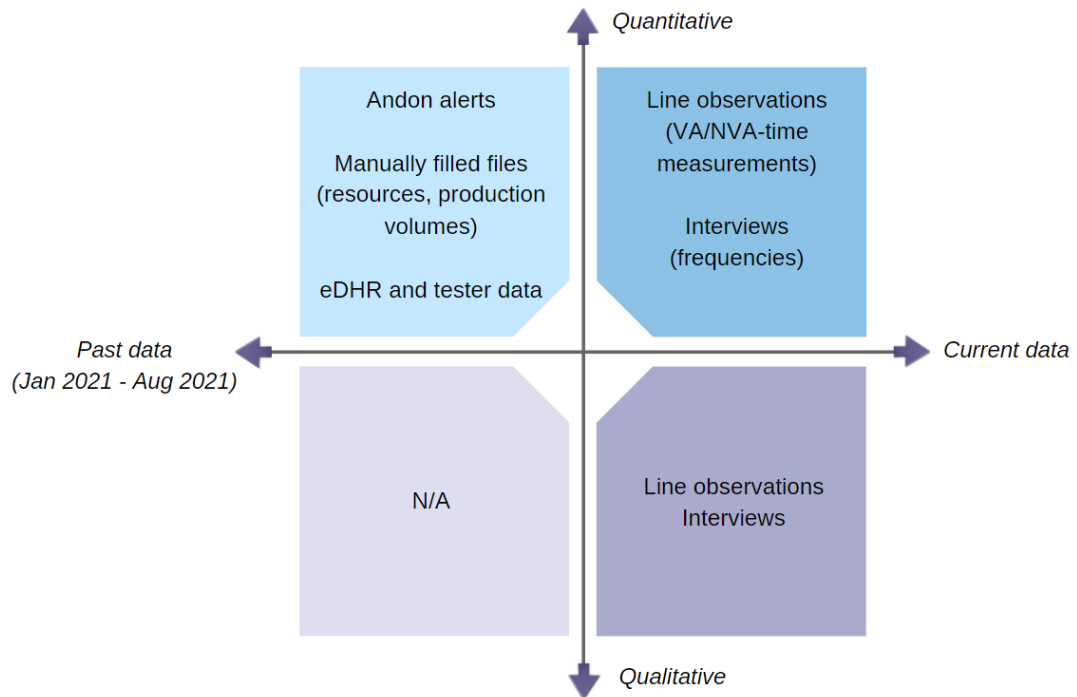 Quantitative
Andon alerts
Manually filled files
(resources, production
volumes)
eDHR and tester data
Line observations
(VA/NVA-time
measurements)
Interviews
(frequencies)
Past data
(Jan 2021 - Aug 2021)
Current data
N/A
Line observations
Interviews
Qualitative